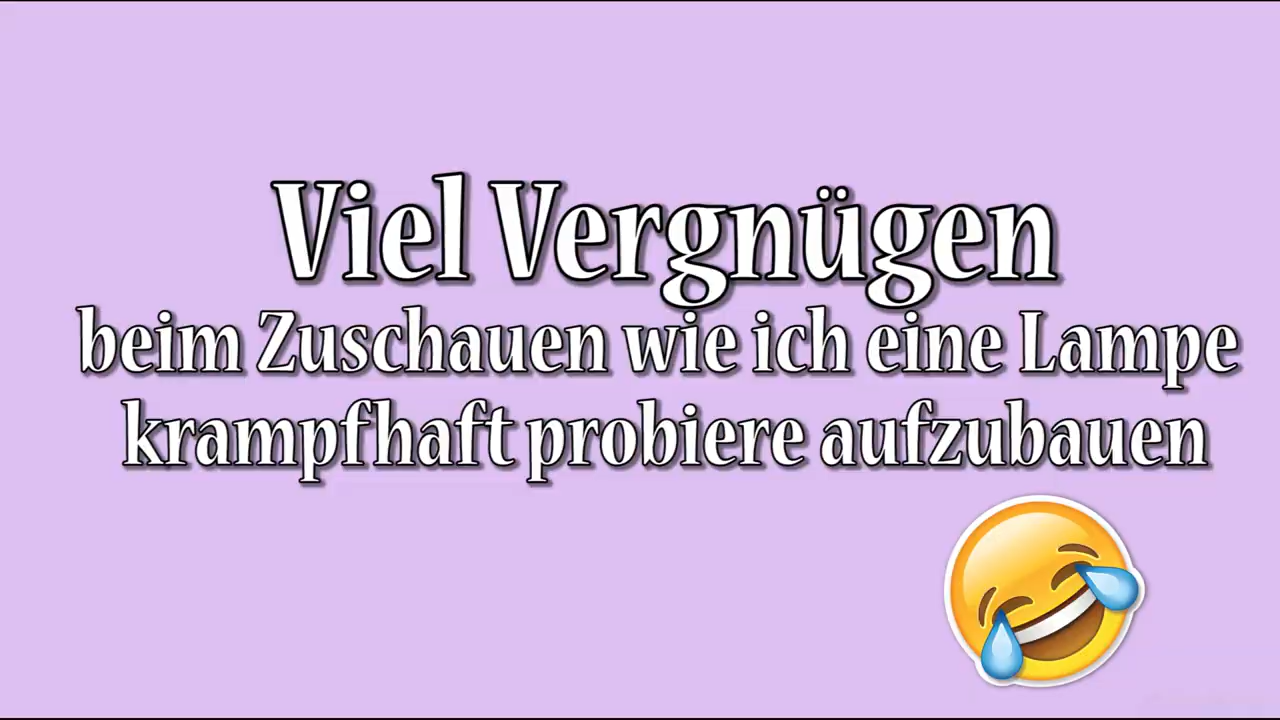 Viel Vergnügen
beim Zuschauen wie ich eine Lampe
krampfhaft probiere aufzubauen